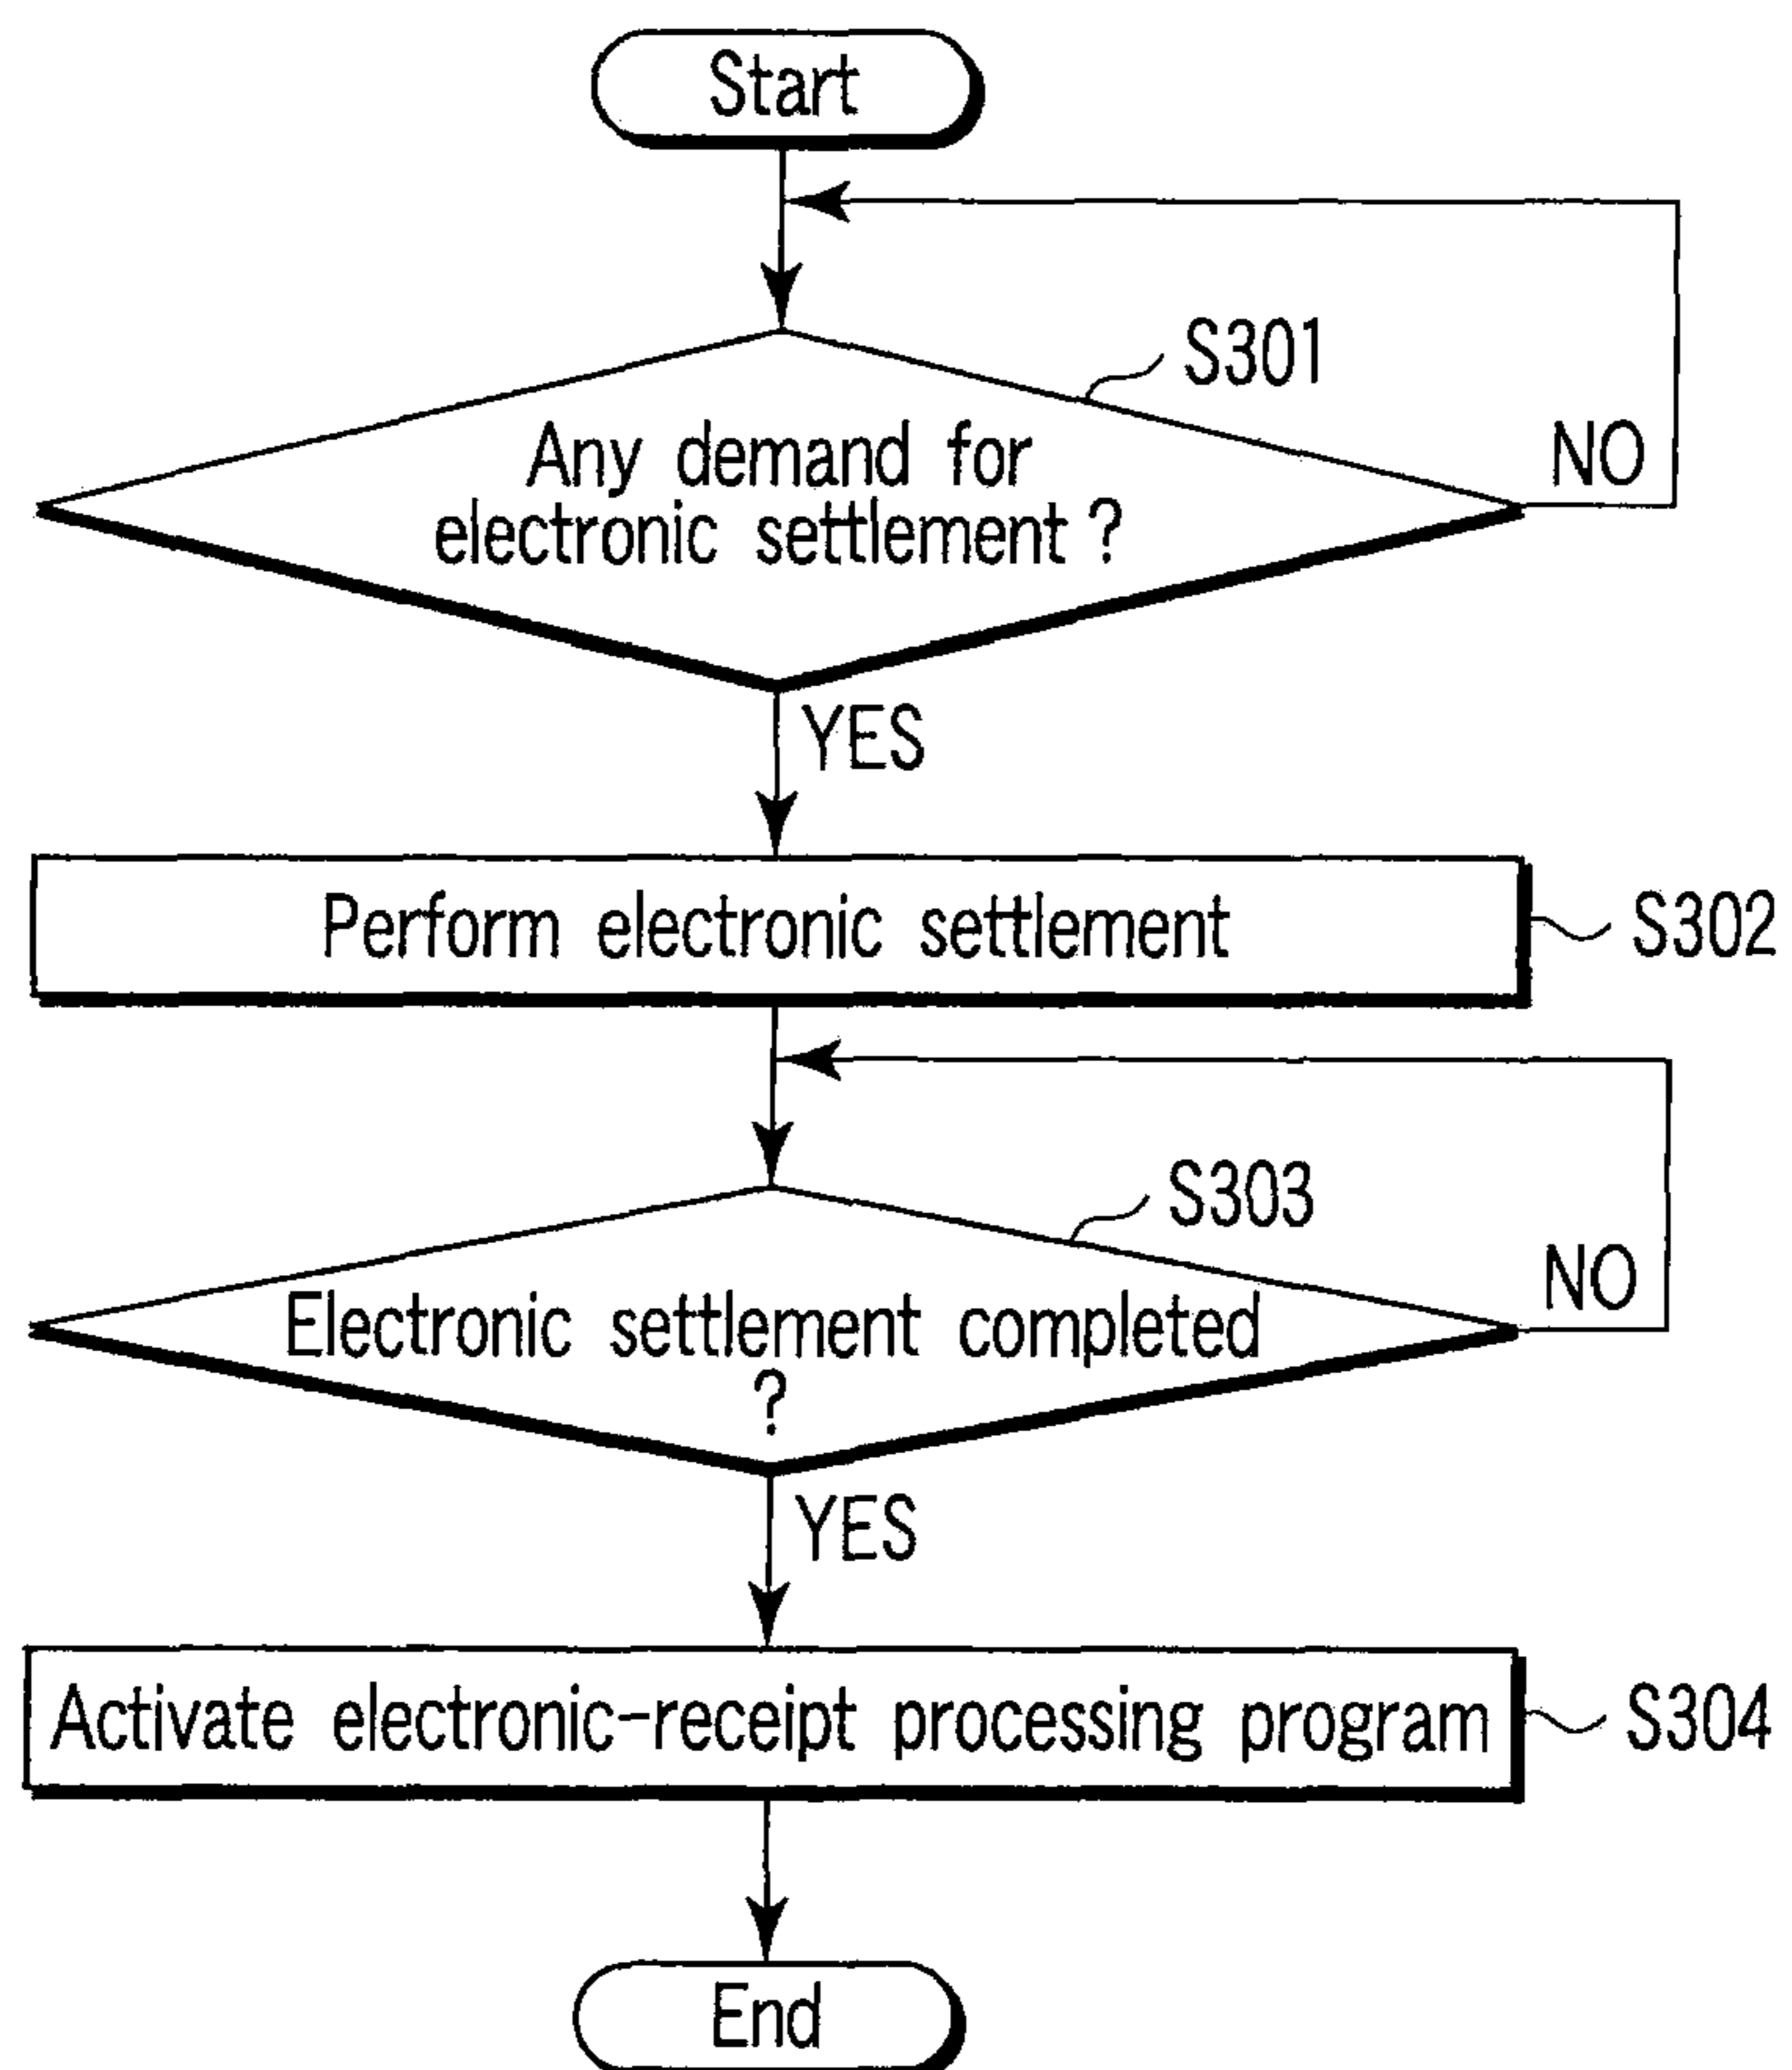 Start
S301
Any demand for
electronic settlement ?
NO
YES
Perform electronic settlement
S302
S303
NO
Electronic settlement completed
?
YES
Activate electronic-receipt processing program
S304
End